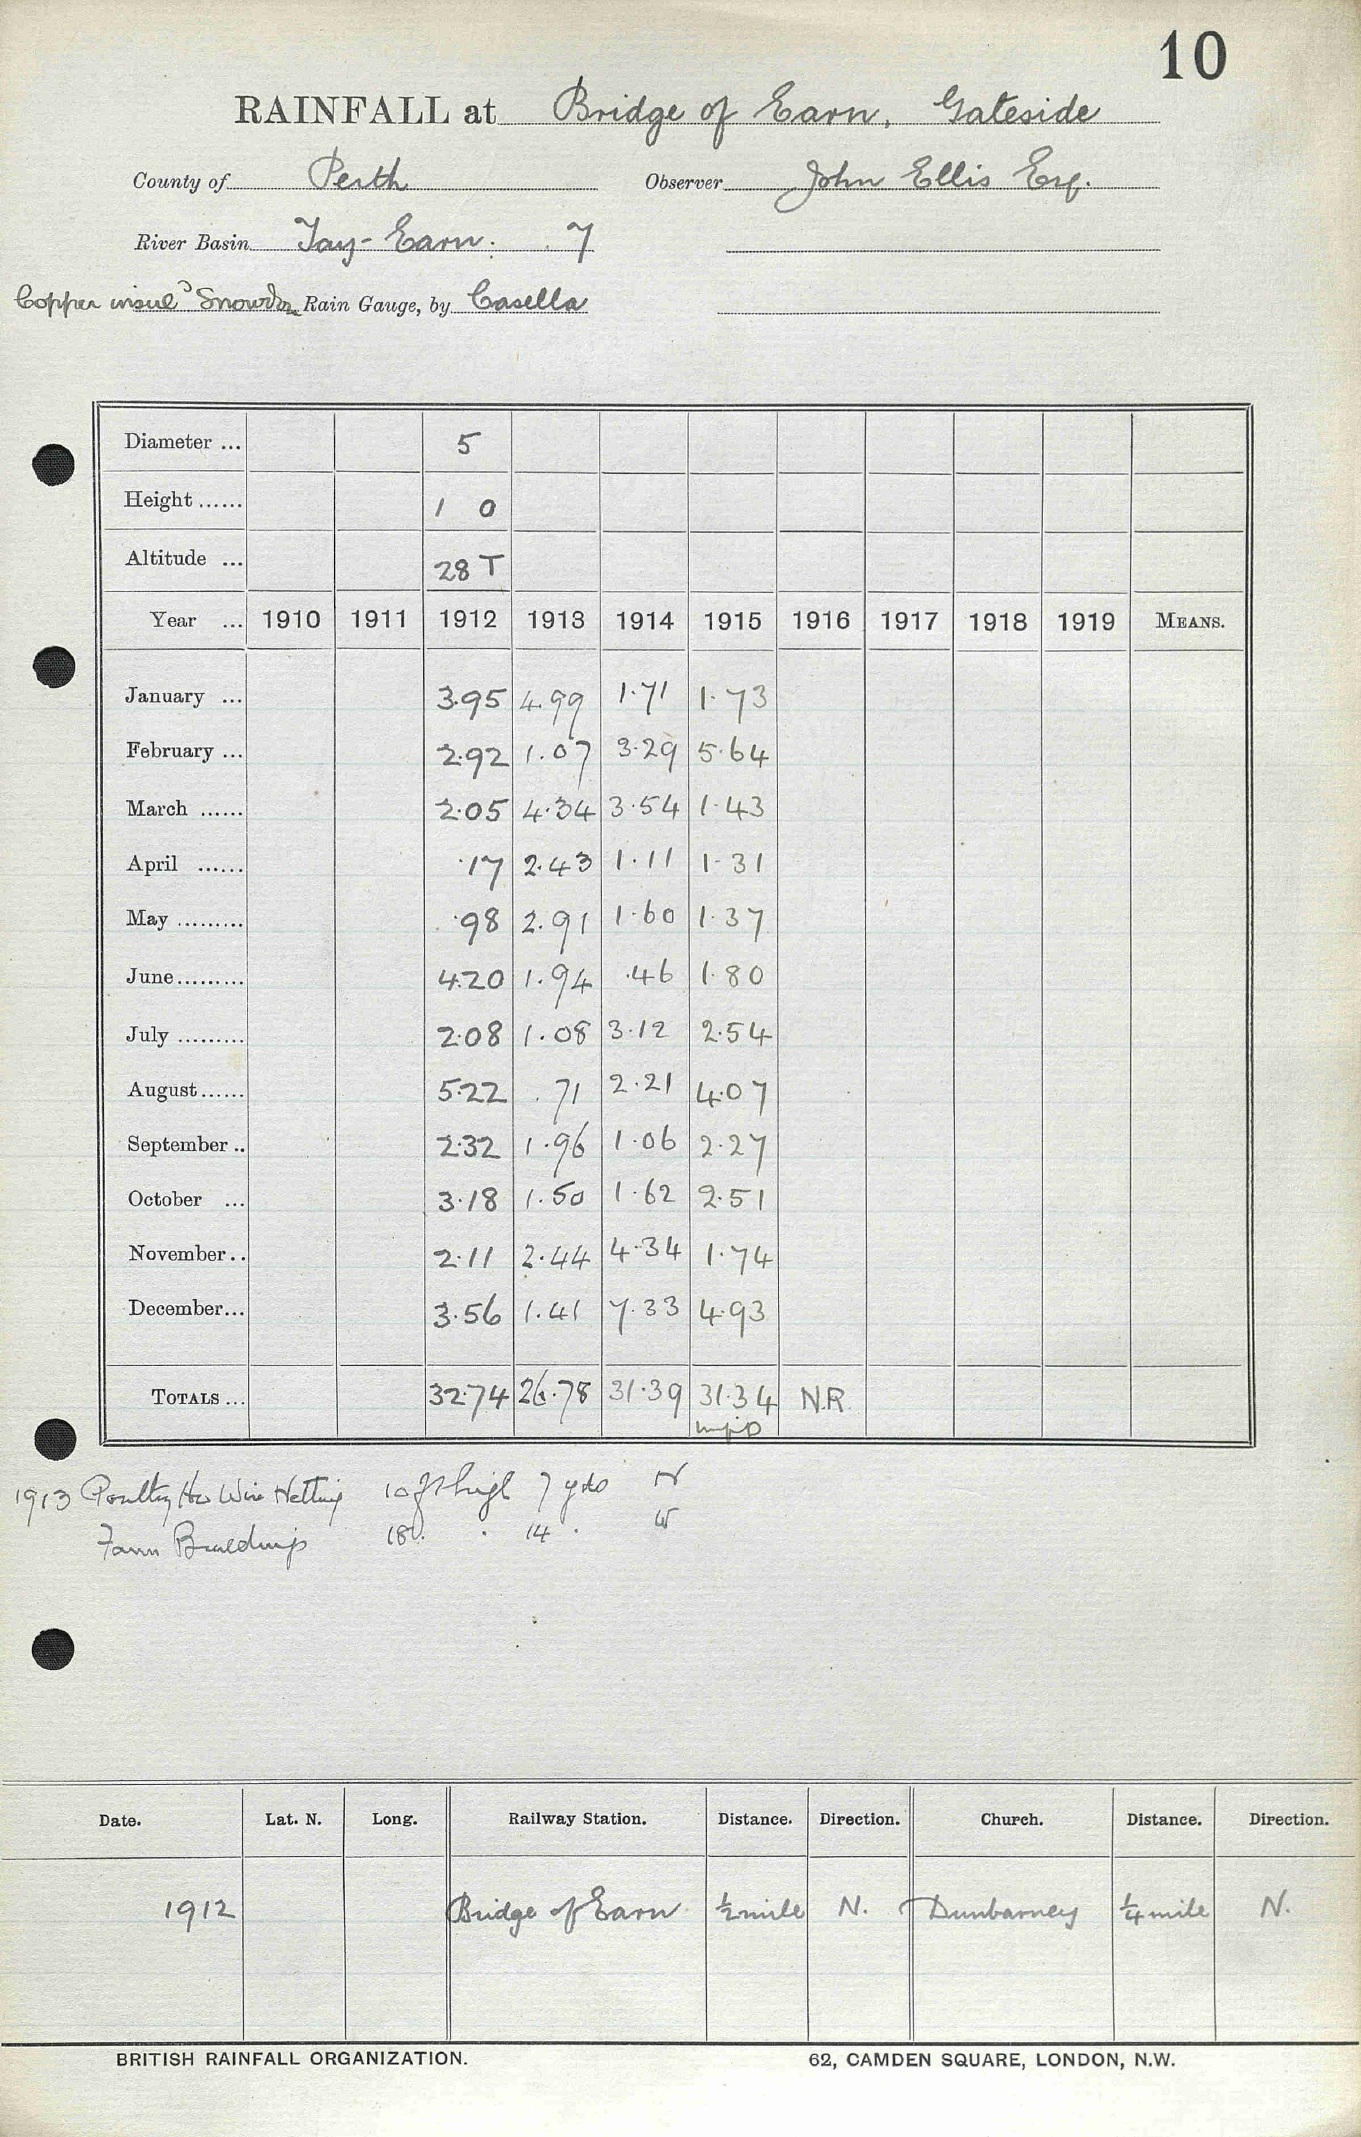 10
RAINFALL at Bridge of Earn, Gateside
County of Perth Observer John Ellis Esq.
River Basin Tay-Earn. 7
Copper insul^d Snowdon Rain Gauge, by Casella
Diameter ... 5
Height ...... 1 0
Altitude ... 28 T
Year ... 1910 1911 1912 1913 1914 1915 1916 1917 1918 1919 MEANS.
January ... 3.95 4.99 1.71 1.73
February ... 2.92 1.07 3.29 5.64
March ...... 2.05 4.34 3.54 1.43
April ...... .17 2.43 1.11 1.31
May ......... .98 2.91 1.60 1.37
June......... 4.20 1.94 .46 1.80
July ......... 2.08 1.08 3.12 2.54
August...... 5.22 .71 2.21 4.07
September .. 2.32 1.96 1.06 2.27
October ... 3.18 1.50 1.62 2.51
November.. 2.11 2.44 4.34 1.74
December... 3.56 1.41 7.33 4.93
TOTALS ... 32.74 26.78 31.39 31.34 N.R.
1913 Poultry Ho Wire Netting 10 ft high 7 yds N
Farm Buildings 18 . . 14 . W
Date. Lat. N. Long. Railway Station. Distance. Direction. Church. Distance. Direction.
1912 Bridge of Earn ½ mile N. Dunbarney ¼ mile N.
BRITISH RAINFALL ORGANIZATION. 62, CAMDEN SQUARE, LONDON, N.W.